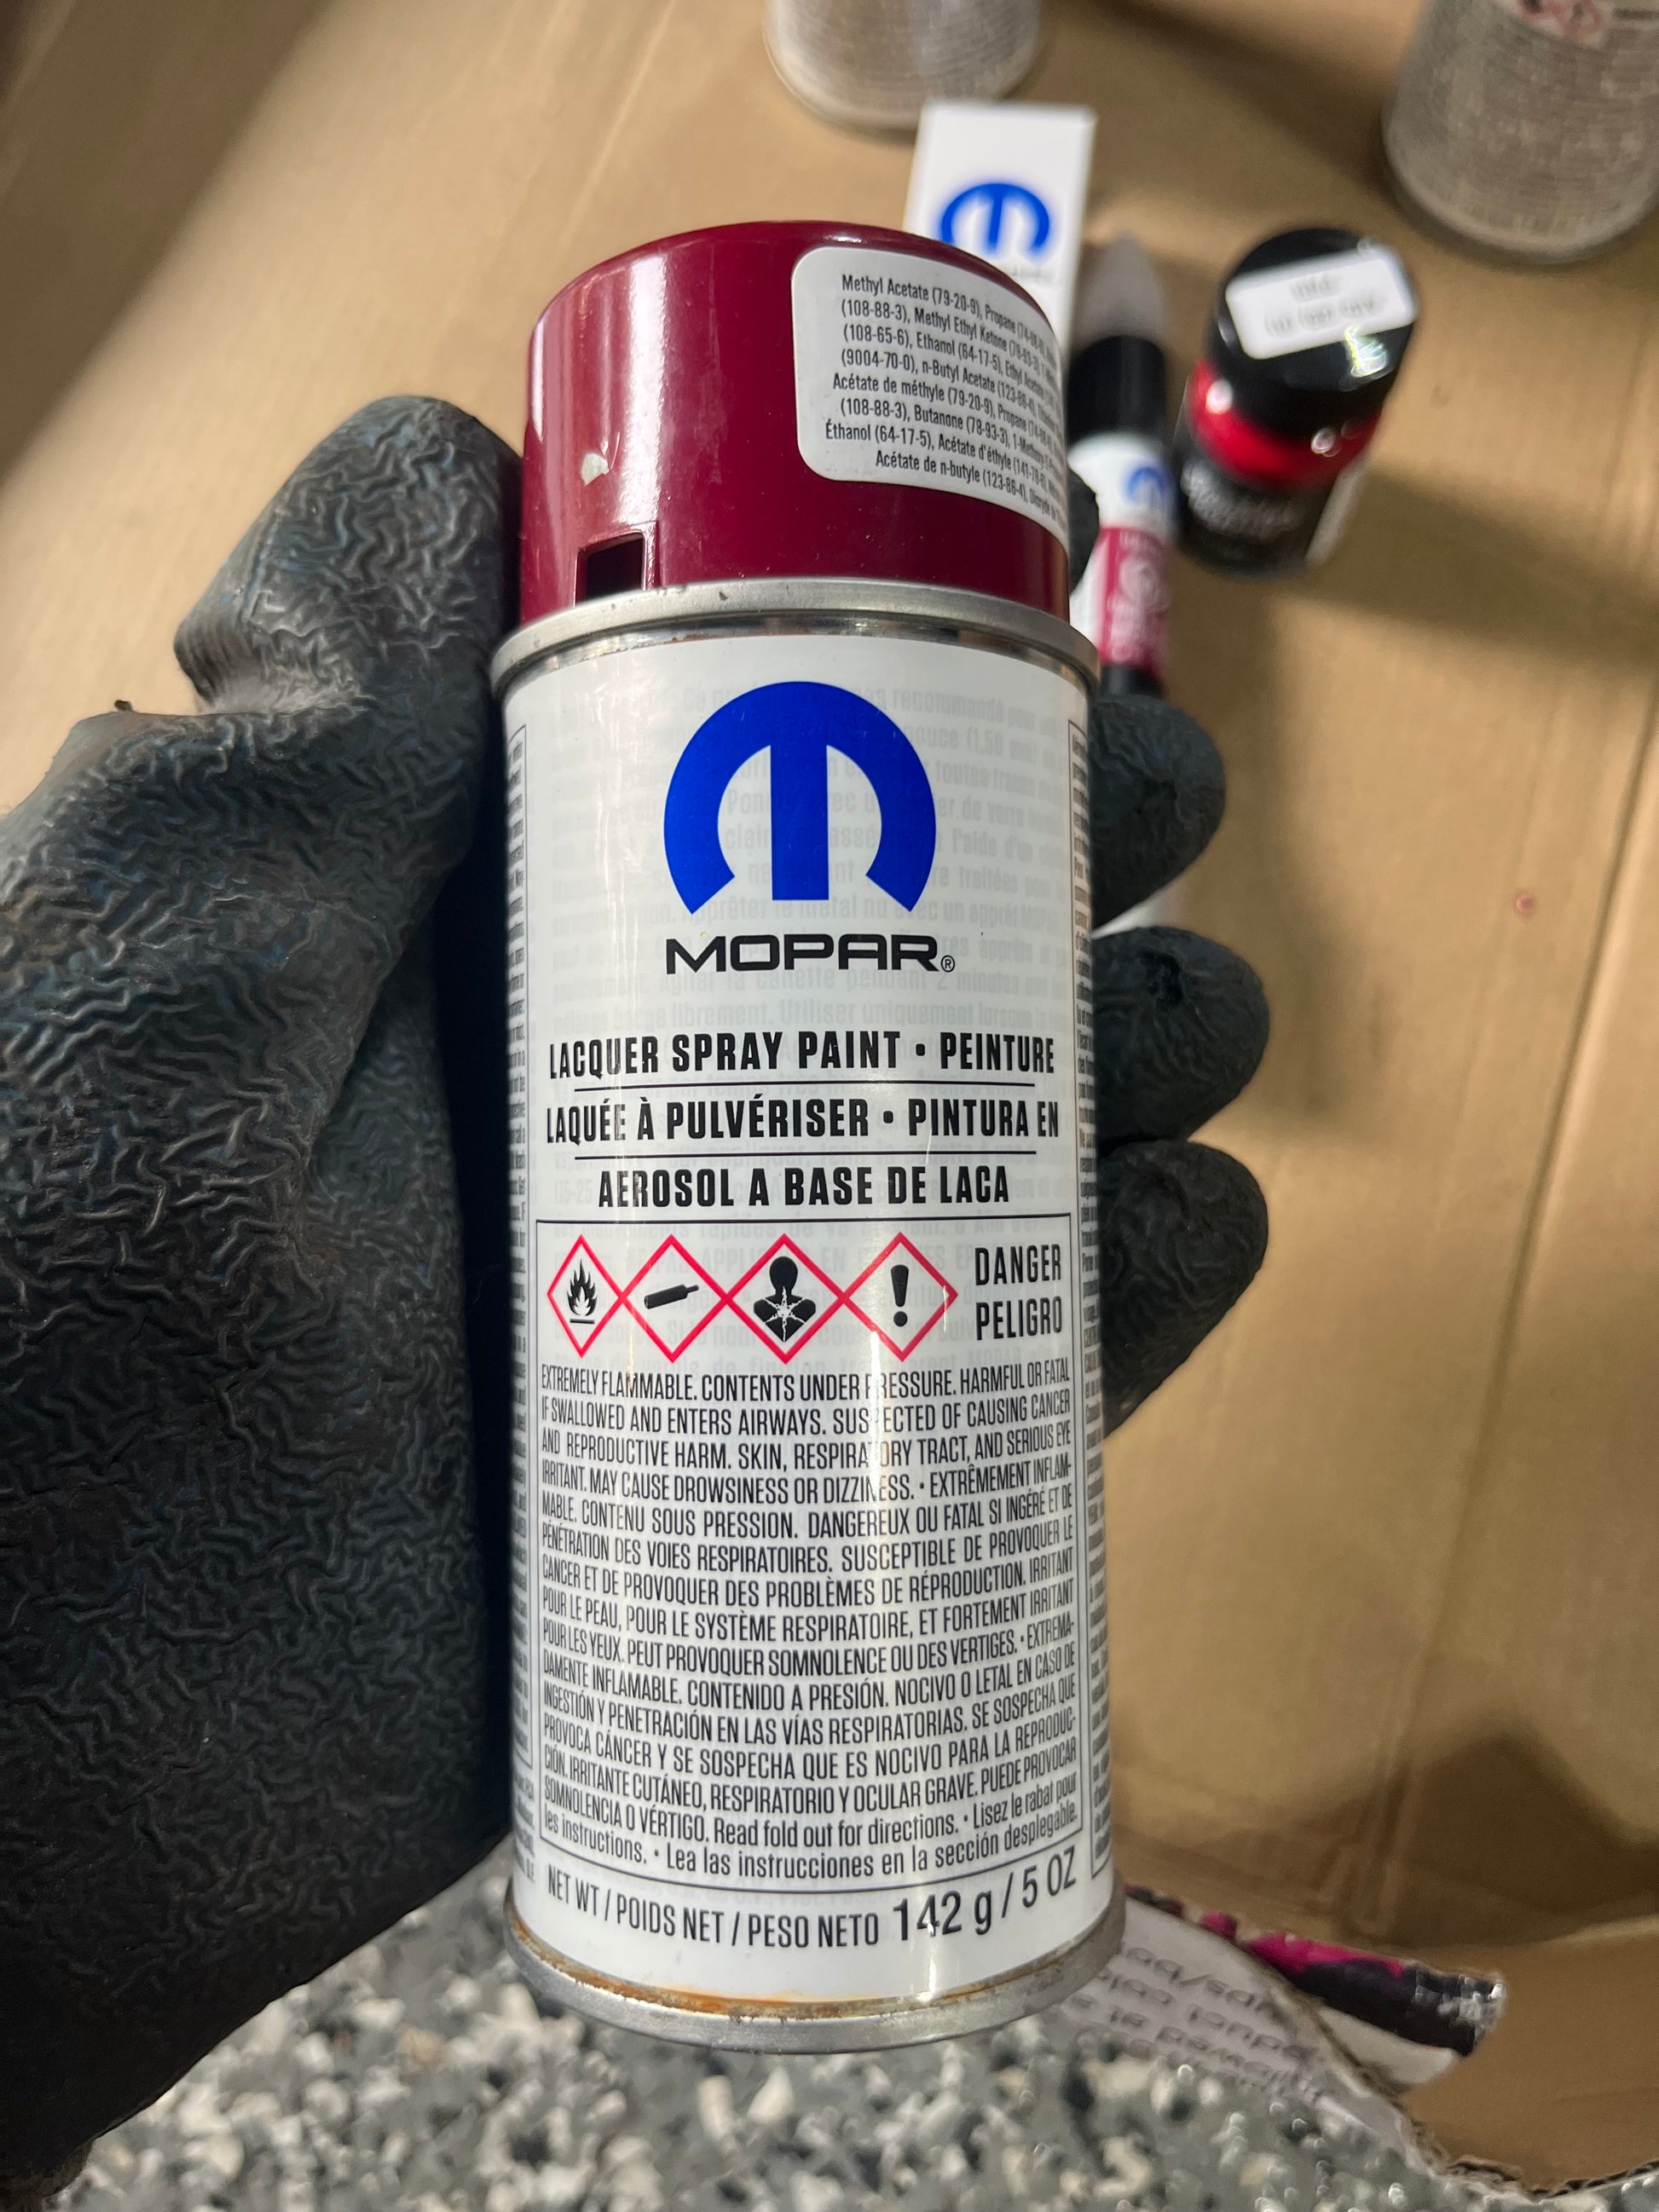 Methyl Acetate (79-20-9), Propane
(108-88-3), Methyl Ethyl Ketone (78-93-3),
(108-65-6), Ethanol (64-17-5), Ethyl Acetate
(9004-70-0), n-Butyl Acetate (123-86-4),
Acétate de méthyle (79-20-9), Propane
(108-88-3), Butanone (78-93-3),
Éthanol (64-17-5), Acétate d'éthyle (141-78-6),
Acétate de n-butyle (123-86-4),
MOPAR®
LACQUER SPRAY PAINT • PEINTURE
LAQUÉE À PULVÉRISER • PINTURA EN
AEROSOL A BASE DE LACA
DANGER
PELIGRO
EXTREMELY FLAMMABLE. CONTENTS UNDER PRESSURE. HARMFUL OR FATAL
IF SWALLOWED AND ENTERS AIRWAYS. SUSPECTED OF CAUSING CANCER
AND REPRODUCTIVE HARM. SKIN, RESPIRATORY TRACT, AND SERIOUS EYE
IRRITANT. MAY CAUSE DROWSINESS OR DIZZINESS. • EXTRÊMEMENT INFLAM-
MABLE. CONTENU SOUS PRESSION. DANGEREUX OU FATAL SI INGÉRÉ ET DE
PÉNÉTRATION DES VOIES RESPIRATOIRES. SUSCEPTIBLE DE PROVOQUER LE
CANCER ET DE PROVOQUER DES PROBLÈMES DE RÉPRODUCTION. IRRITANT
POUR LE PEAU, POUR LE SYSTÈME RESPIRATOIRE, ET FORTEMENT IRRITANT
POUR LES YEUX. PEUT PROVOQUER SOMNOLENCE OU DES VERTIGES. • EXTREMA-
DAMENTE INFLAMABLE. CONTENIDO A PRESIÓN. NOCIVO O LETAL EN CASO DE
INGESTIÓN Y PENETRACIÓN EN LAS VÍAS RESPIRATORIAS. SE SOSPECHA QUE
PROVOCA CÁNCER Y SE SOSPECHA QUE ES NOCIVO PARA LA REPRODUC-
CIÓN. IRRITANTE CUTÁNEO, RESPIRATORIO Y OCULAR GRAVE. PUEDE PROVOCAR
SOMNOLENCIA O VÉRTIGO. Read fold out for directions. • Lisez le rabat pour
les instructions. • Lea las instrucciones en la sección desplegable.
NET WT / POIDS NET / PESO NETO 142 g / 5 OZ